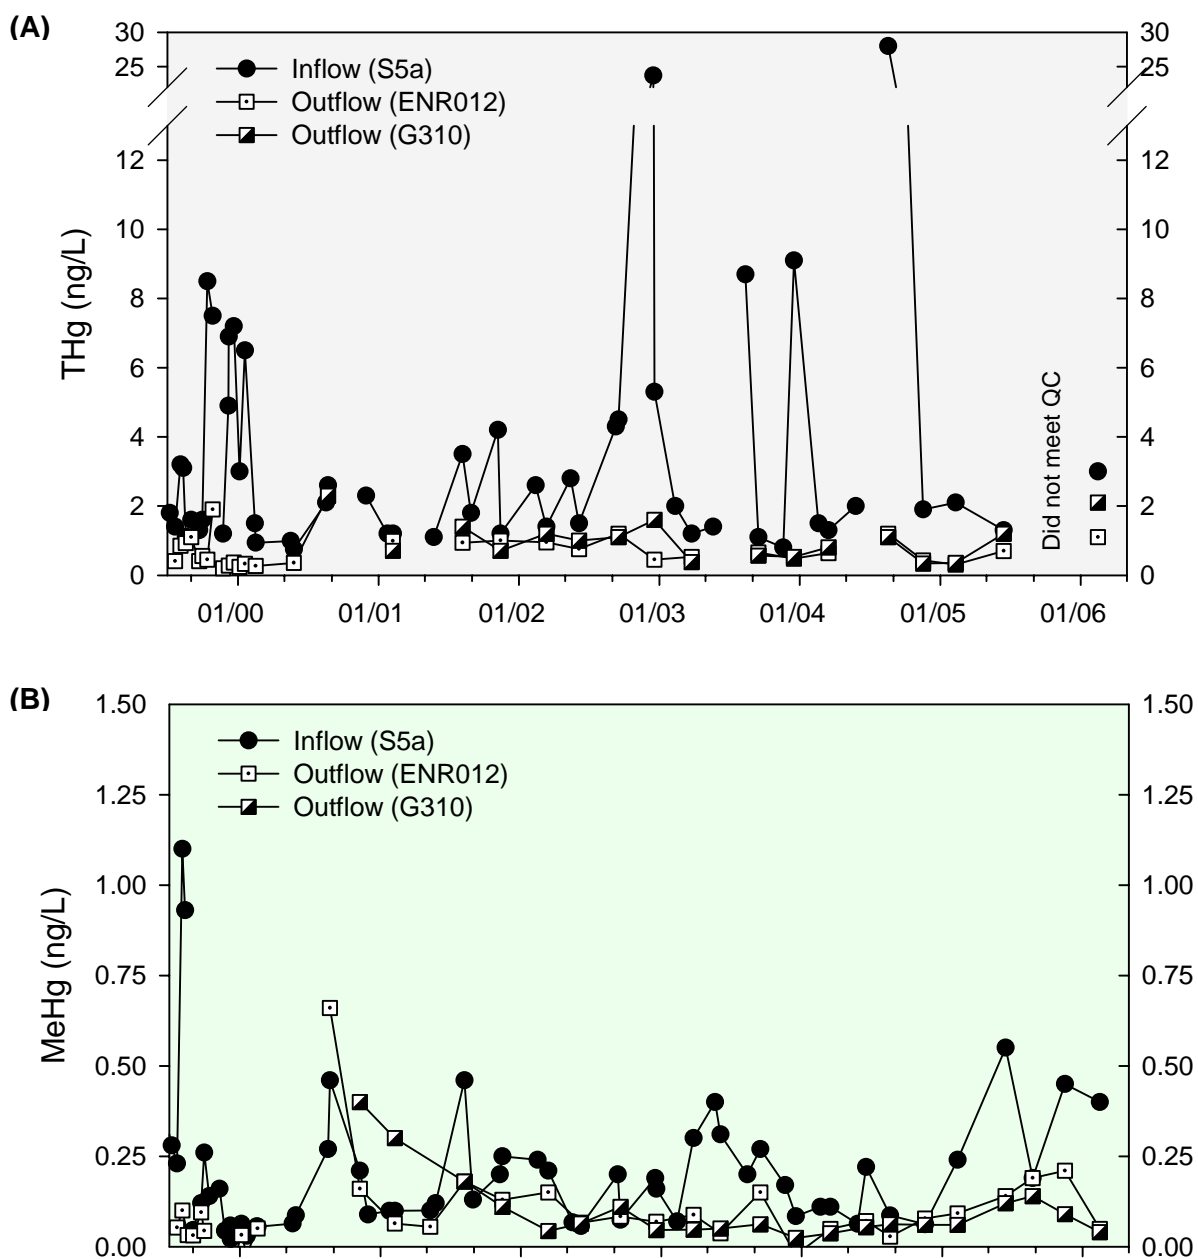 (A)
30
25
12
10
8
6
4
2
0
THg (ng/L)
Inflow (S5a)
Outflow (ENR012)
Outflow (G310)
Did not meet QC
30
25
12
10
8
6
4
2
0
01/00 01/01 01/02 01/03 01/04 01/05 01/06
(B)
1.50
1.25
1.00
0.75
0.50
0.25
0.00
MeHg (ng/L)
Inflow (S5a)
Outflow (ENR012)
Outflow (G310)
1.50
1.25
1.00
0.75
0.50
0.25
0.00